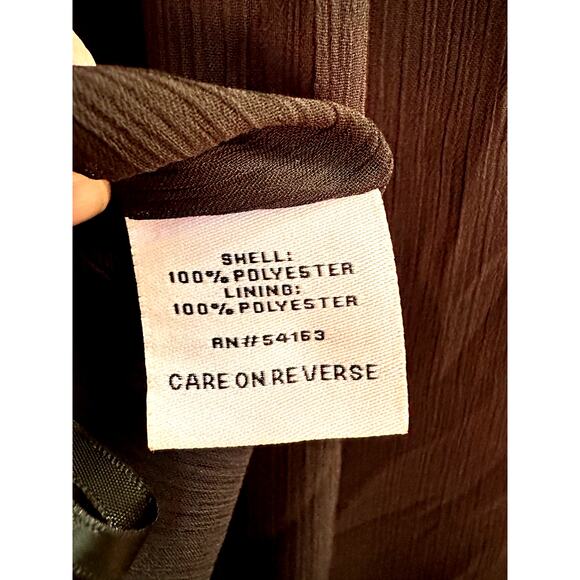 SHELL:
100% POLYESTER
LINING:
100% POLYESTER
RN#54163
CARE ON REVERSE